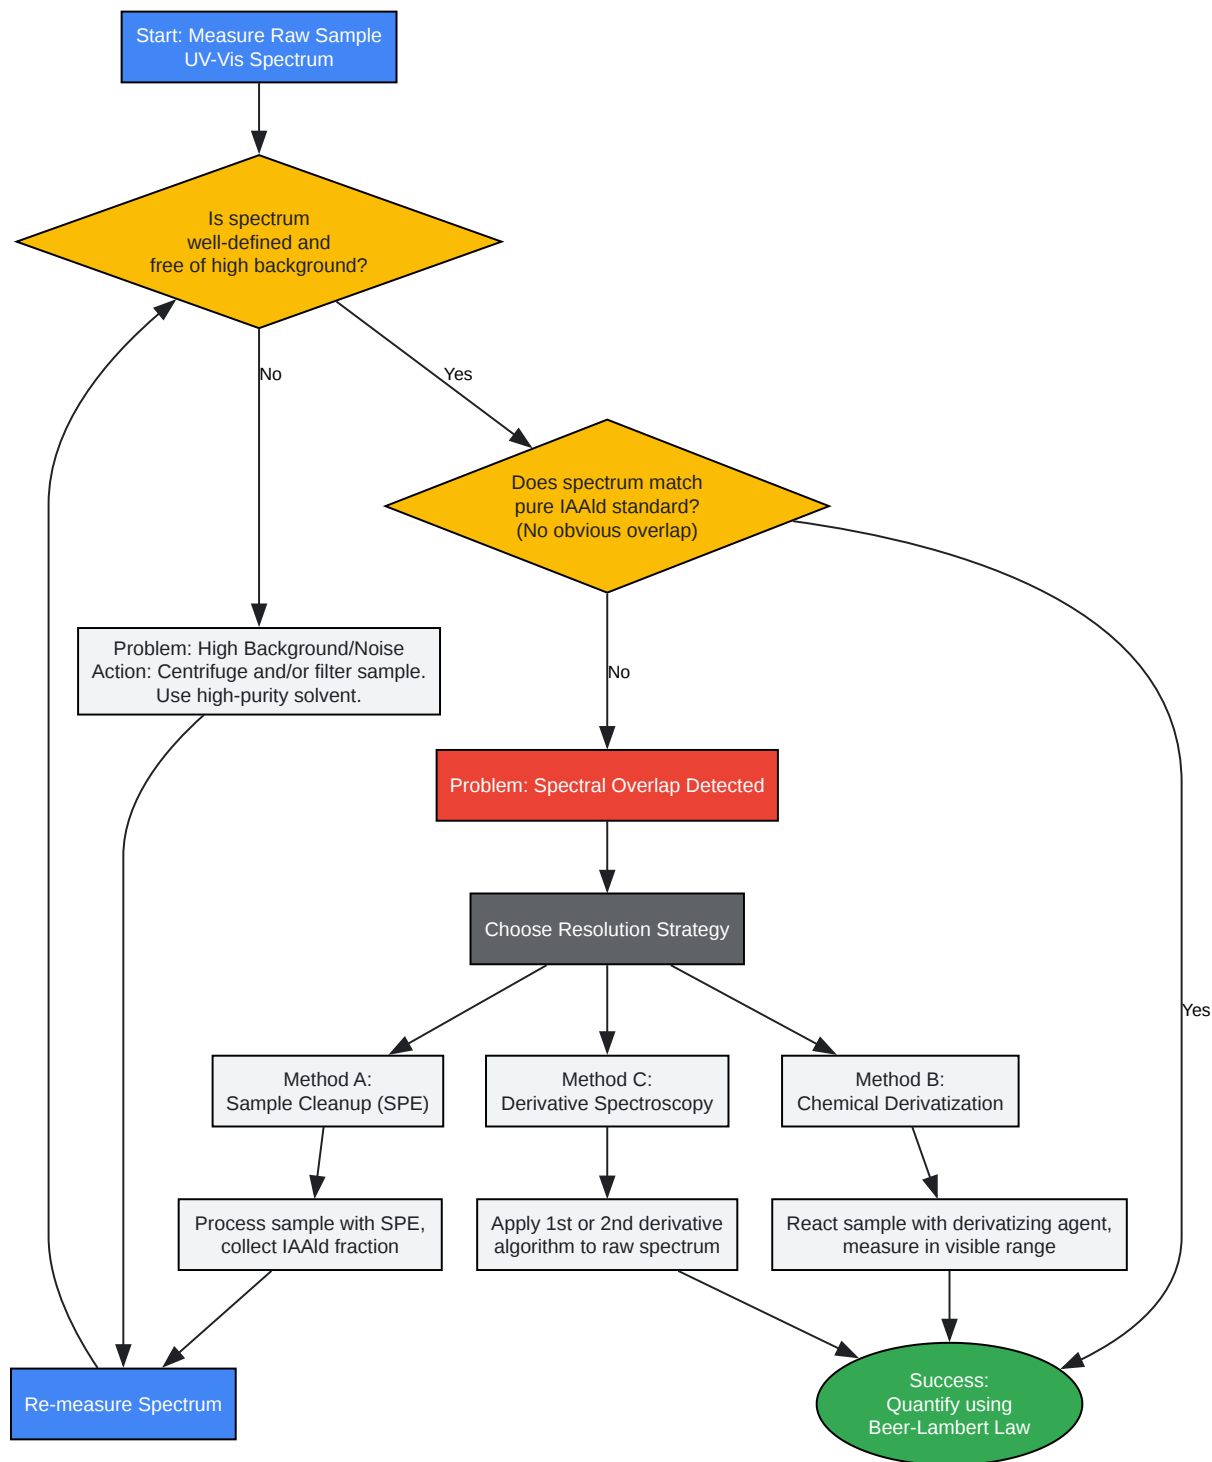 Start: Measure Raw Sample
UV-Vis Spectrum
Is spectrum
well-defined and
free of high background?
No
Yes
Does spectrum match
pure IAAld standard?
(No obvious overlap)
Problem: High Background/Noise
Action: Centrifuge and/or filter sample.
Use high-purity solvent.
No
Problem: Spectral Overlap Detected
Choose Resolution Strategy
Yes
Method A:
Sample Cleanup (SPE)
Method C:
Derivative Spectroscopy
Method B:
Chemical Derivatization
Process sample with SPE,
collect IAAld fraction
Apply 1st or 2nd derivative
algorithm to raw spectrum
React sample with derivatizing agent,
measure in visible range
Re-measure Spectrum
Success:
Quantify using
Beer-Lambert Law